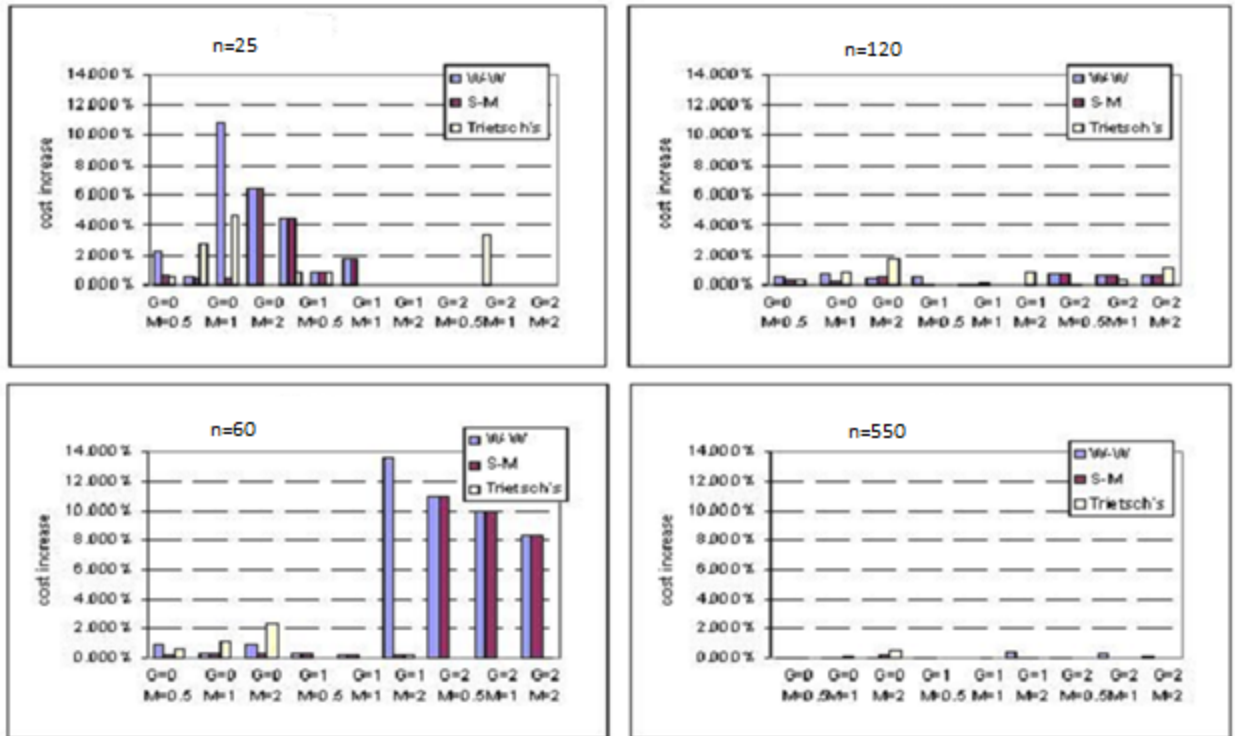 n=25
14.000%
12.000%
10.000%
8.000%
6.000%
4.000%
2.000%
0.000%
cost increase
W-W
S-M
Trietsch's
G=0 G=0 G=0 G=1 G=1 G=1 G=2 G=2 G=2
M=0.5 M=1 M=2 M=0.5 M=1 M=2 M=0.5 M=1 M=2
n=120
14.000%
12.000%
10.000%
8.000%
6.000%
4.000%
2.000%
0.000%
cost increase
W-W
S-M
Trietsch's
G=0 G=0 G=0 G=1 G=1 G=1 G=2 G=2 G=2
M=0.5 M=1 M=2 M=0.5 M=1 M=2 M=0.5 M=1 M=2
n=60
14.000%
12.000%
10.000%
8.000%
6.000%
4.000%
2.000%
0.000%
cost increase
W-W
S-M
Trietsch's
G=0 G=0 G=0 G=1 G=1 G=1 G=2 G=2 G=2
M=0.5 M=1 M=2 M=0.5 M=1 M=2 M=0.5 M=1 M=2
n=550
14.000%
12.000%
10.000%
8.000%
6.000%
4.000%
2.000%
0.000%
cost increase
W-W
S-M
Trietsch's
G=0 G=0 G=0 G=1 G=1 G=1 G=2 G=2 G=2
M=0.5 M=1 M=2 M=0.5 M=1 M=2 M=0.5 M=1 M=2